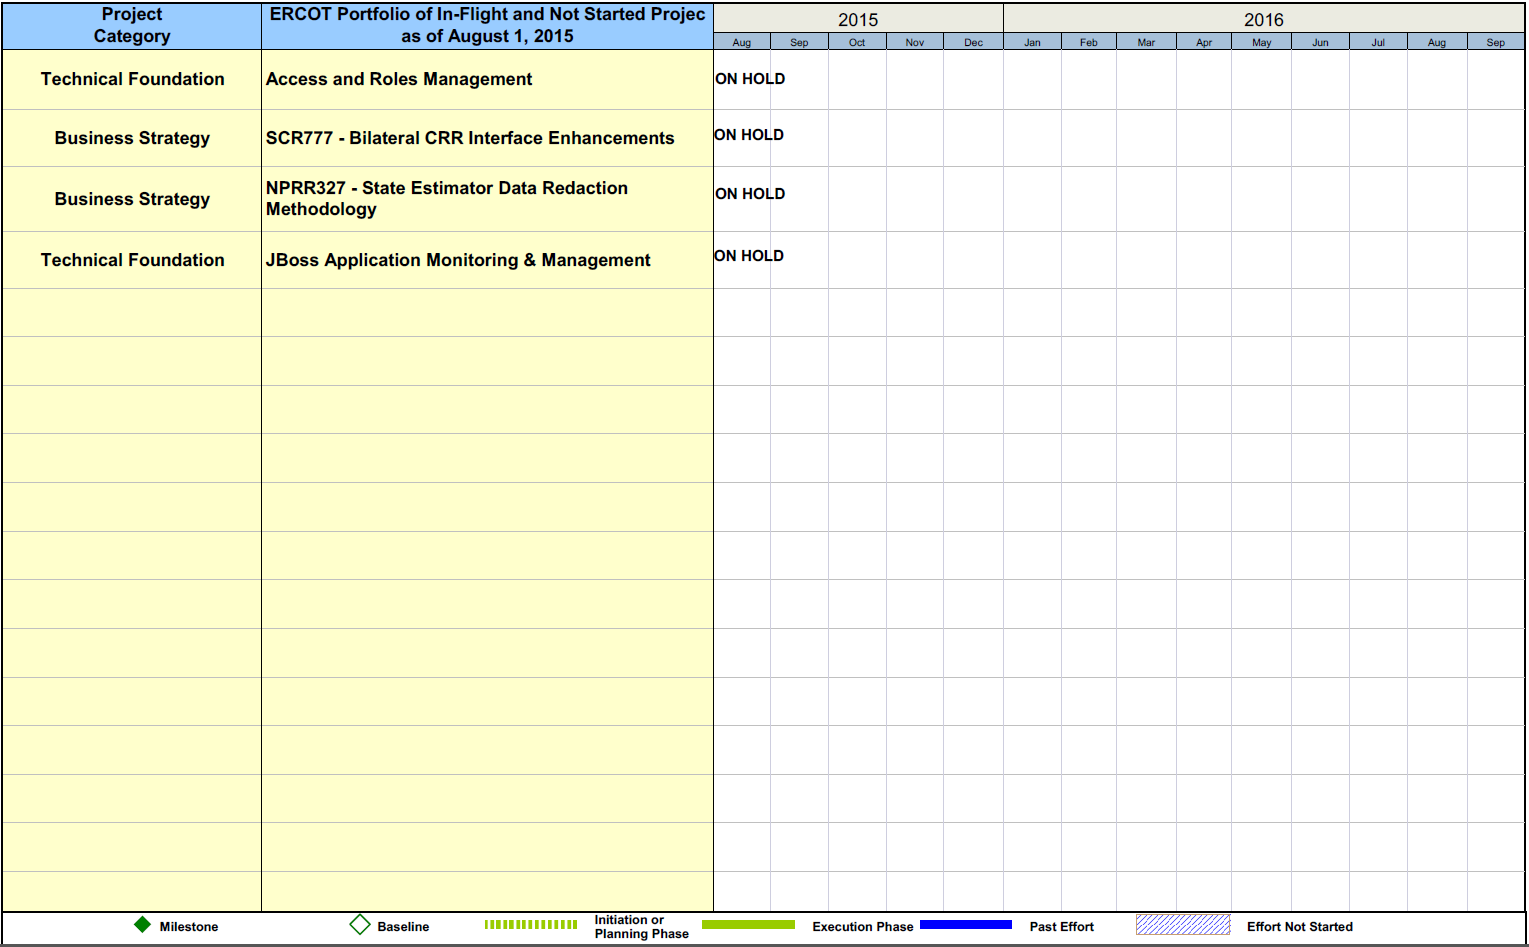 Project
Category
ERCOT Portfolio of In-Flight and Not Started Projec
as of August 1, 2015
2015
2016
Aug Sep Oct Nov Dec Jan Feb Mar Apr May Jun Jul Aug Sep
Technical Foundation Access and Roles Management ON HOLD
Business Strategy SCR777 - Bilateral CRR Interface Enhancements ON HOLD
Business Strategy NPRR327 - State Estimator Data Redaction
Methodology ON HOLD
Technical Foundation JBoss Application Monitoring & Management ON HOLD
Milestone
Baseline
Initiation or
Planning Phase
Execution Phase
Past Effort
Effort Not Started